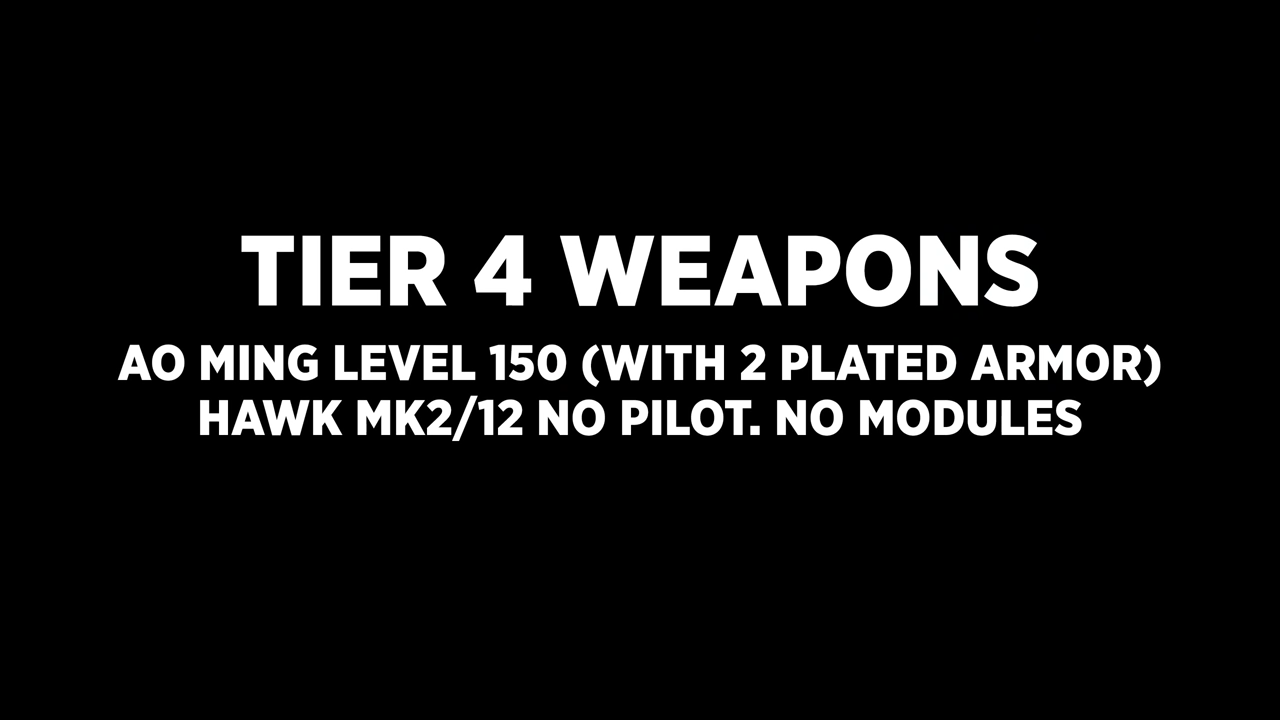 TIER 4 WEAPONS
AO MING LEVEL 150 (WITH 2 PLATED ARMOR)
HAWK MK2/12 NO PILOT. NO MODULES